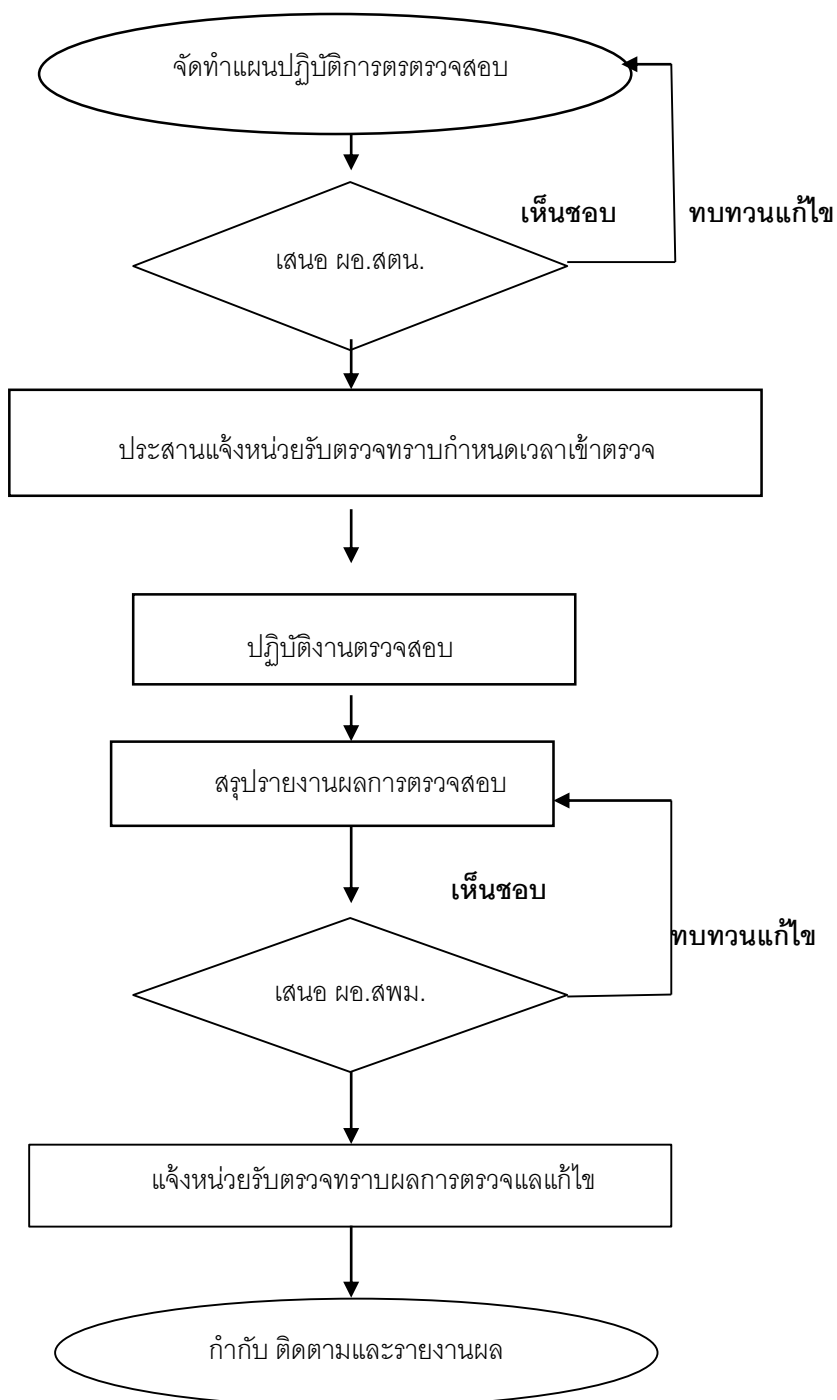 จัดทำแผนปฏิบัติการตรตรวจสอบ
เห็นชอบ
ทบทวนแก้ไข
เสนอ ผอ.สตน.
ประสานแจ้งหน่วยรับตรวจทราบกำหนดเวลาเข้าตรวจ
ปฏิบัติงานตรวจสอบ
สรุปรายงานผลการตรวจสอบ
เห็นชอบ
ทบทวนแก้ไข
เสนอ ผอ.สพม.
แจ้งหน่วยรับตรวจทราบผลการตรวจแลแก้ไข
กำกับ ติดตามและรายงานผล